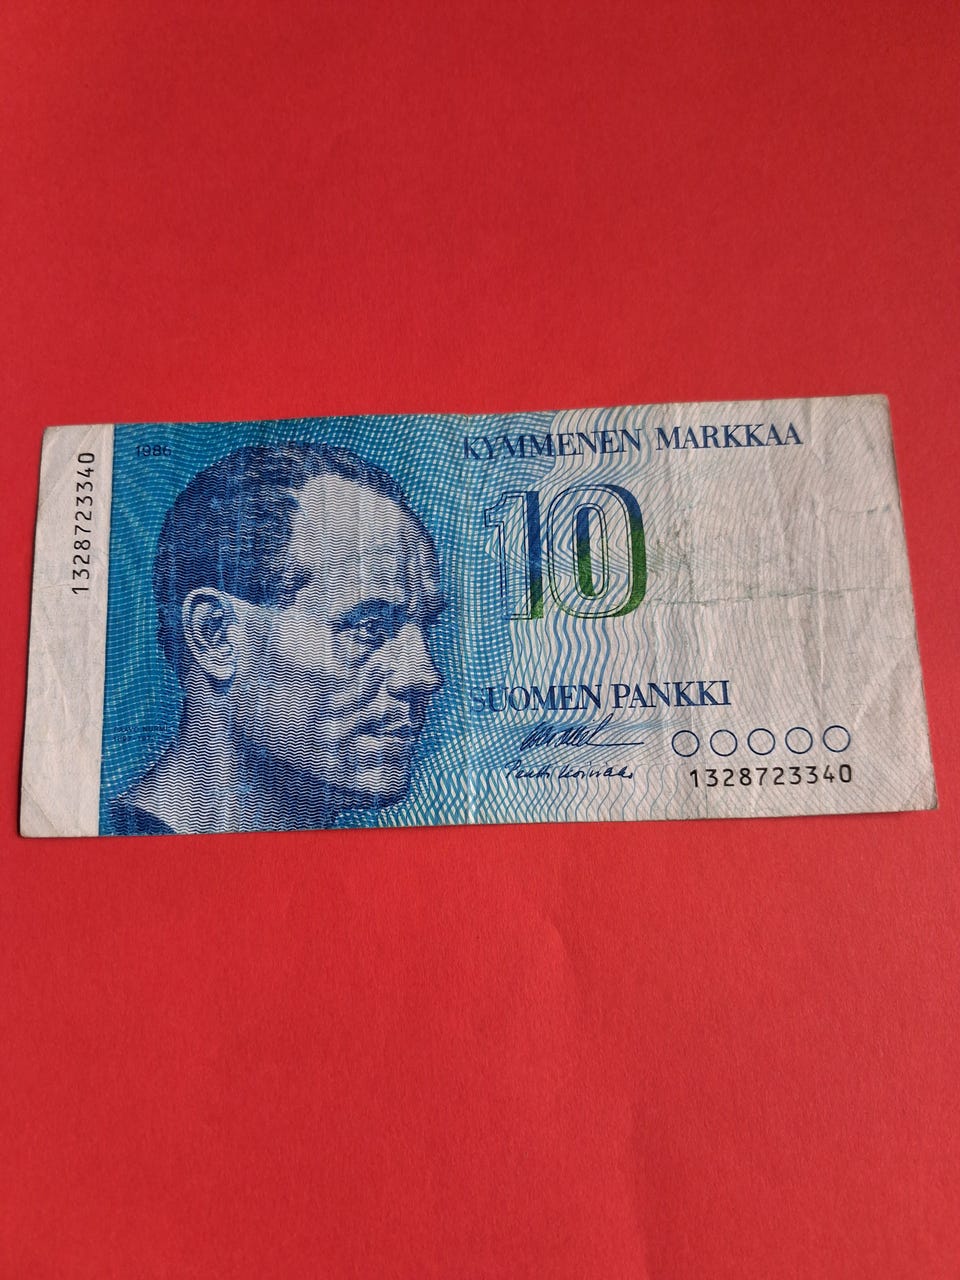 1328723340
1986
KYMMENEN MARKKAA
10
SUOMEN PANKKI
1328723340